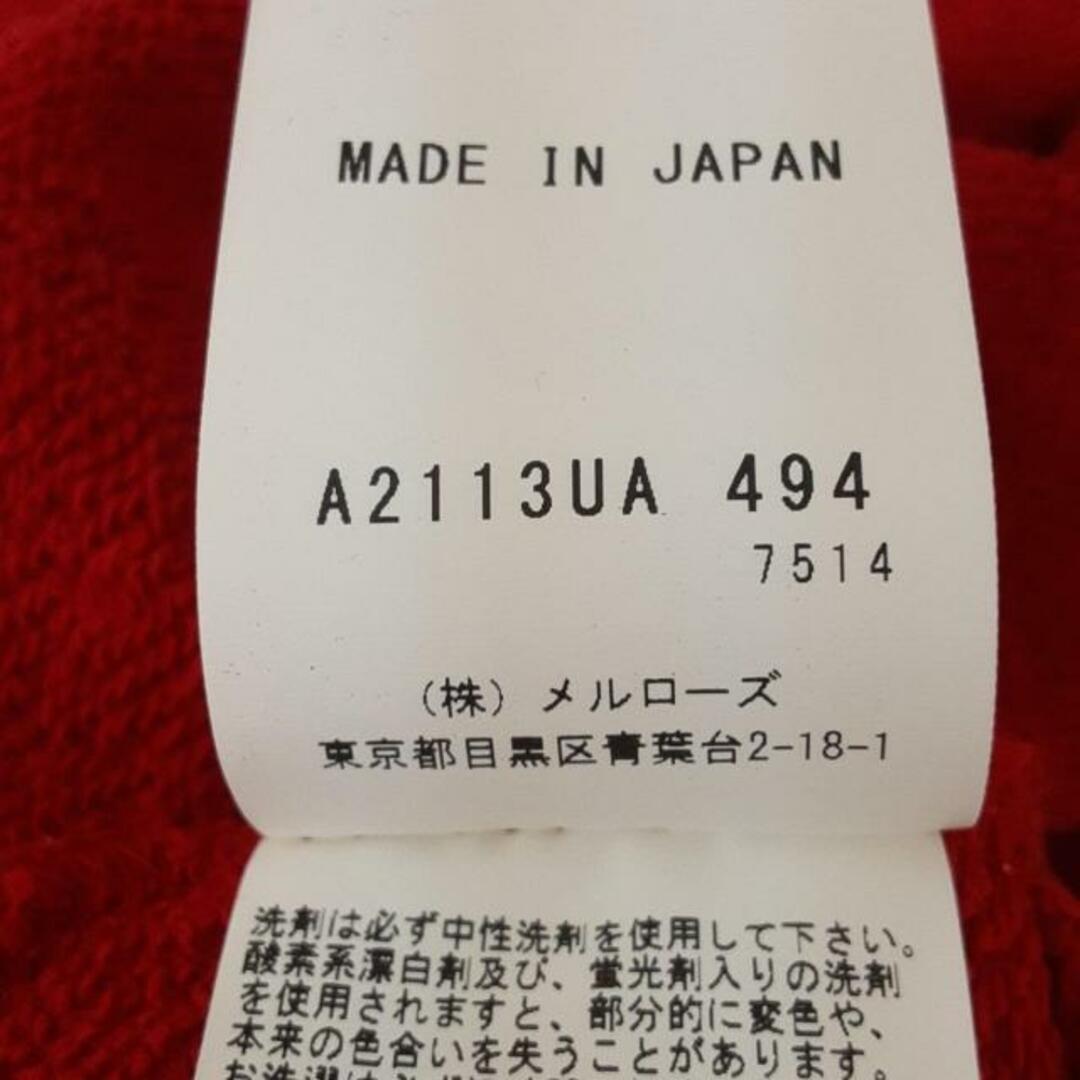 MADE IN JAPAN
A2113UA 494
7514
(株)メルローズ
東京都目黒区青葉台2-18-1
洗剤は必ず中性洗剤を使用して下さい。
酸素系漂白剤及び、蛍光剤入りの洗剤
を使用されますと、部分的に変色や、
本来の色合いを失うことがあります。